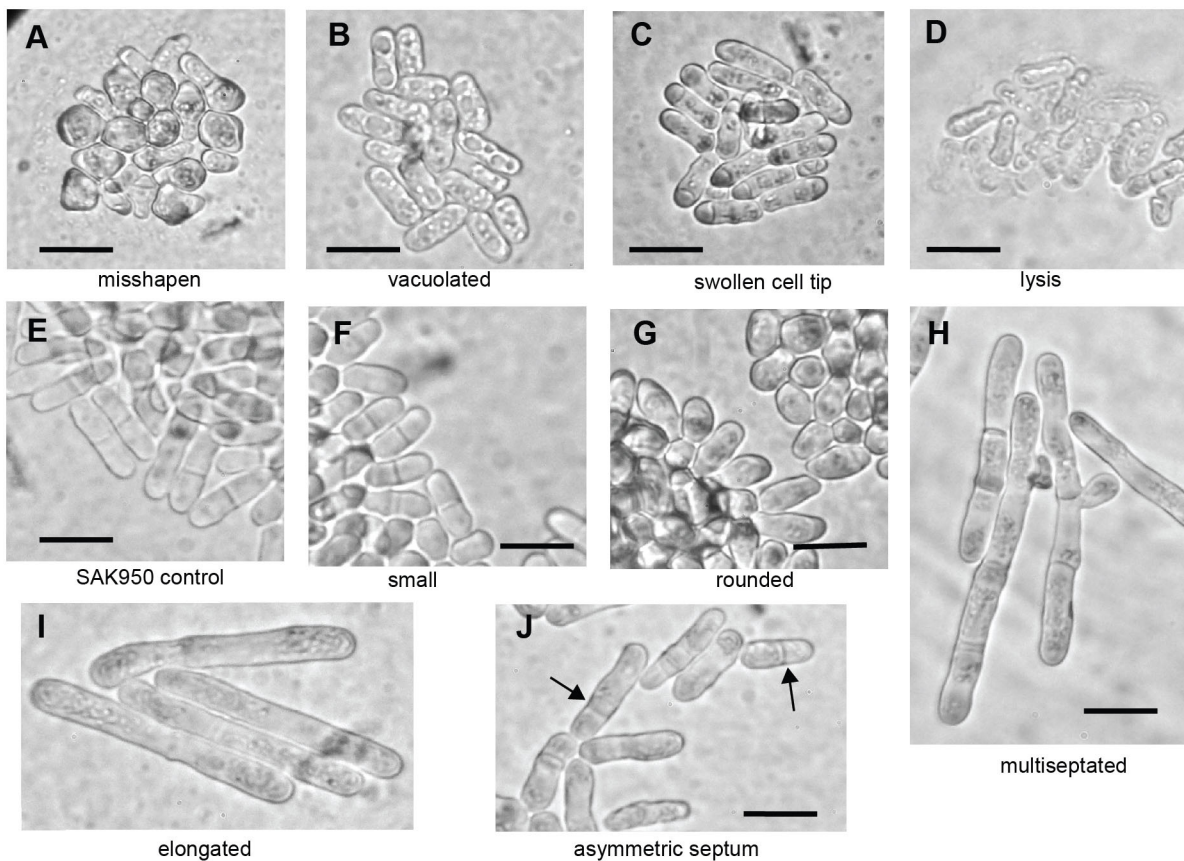 A
misshapen
B
vacuolated
C
swollen cell tip
D
lysis
E
SAK950 control
F
small
G
rounded
H
multiseptated
I
elongated
J
asymmetric septum